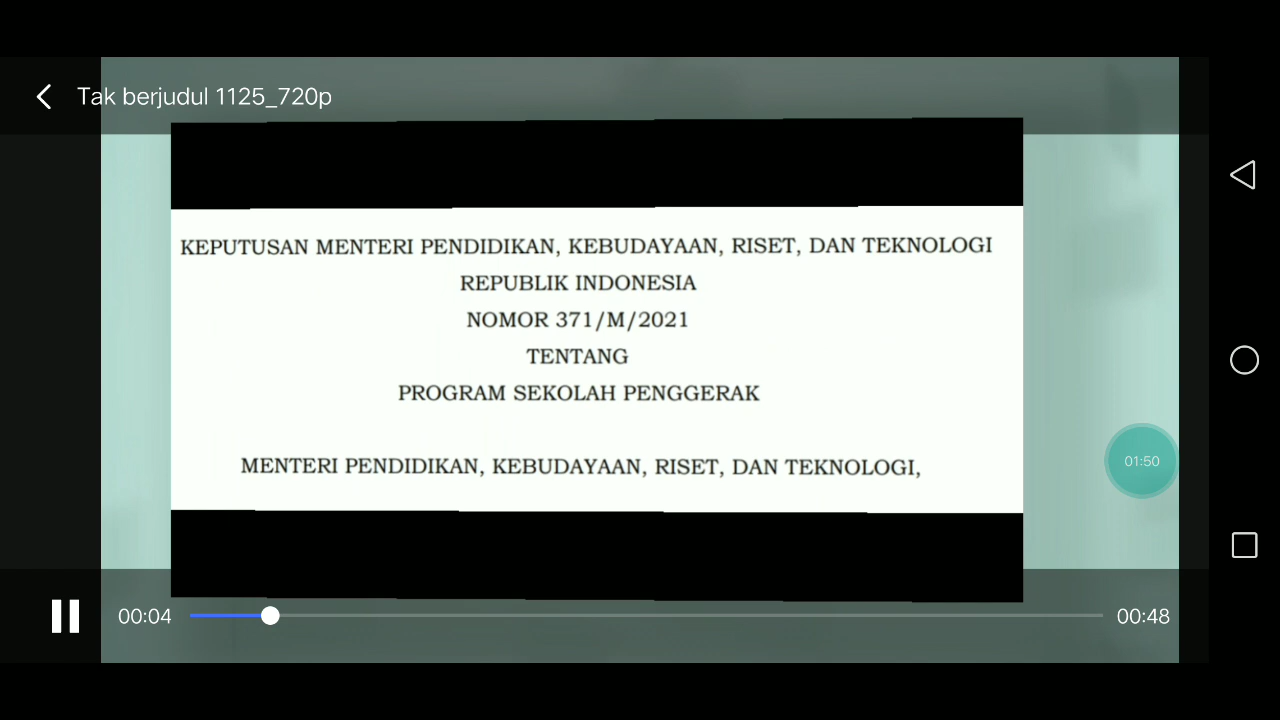 Tak berjudul 1125_720p
KEPUTUSAN MENTERI PENDIDIKAN, KEBUDAYAAN, RISET, DAN TEKNOLOGI
REPUBLIK INDONESIA
NOMOR 371/M/2021
TENTANG
PROGRAM SEKOLAH PENGGERAK
MENTERI PENDIDIKAN, KEBUDAYAAN, RISET, DAN TEKNOLOGI,
01:50
00:04
00:48